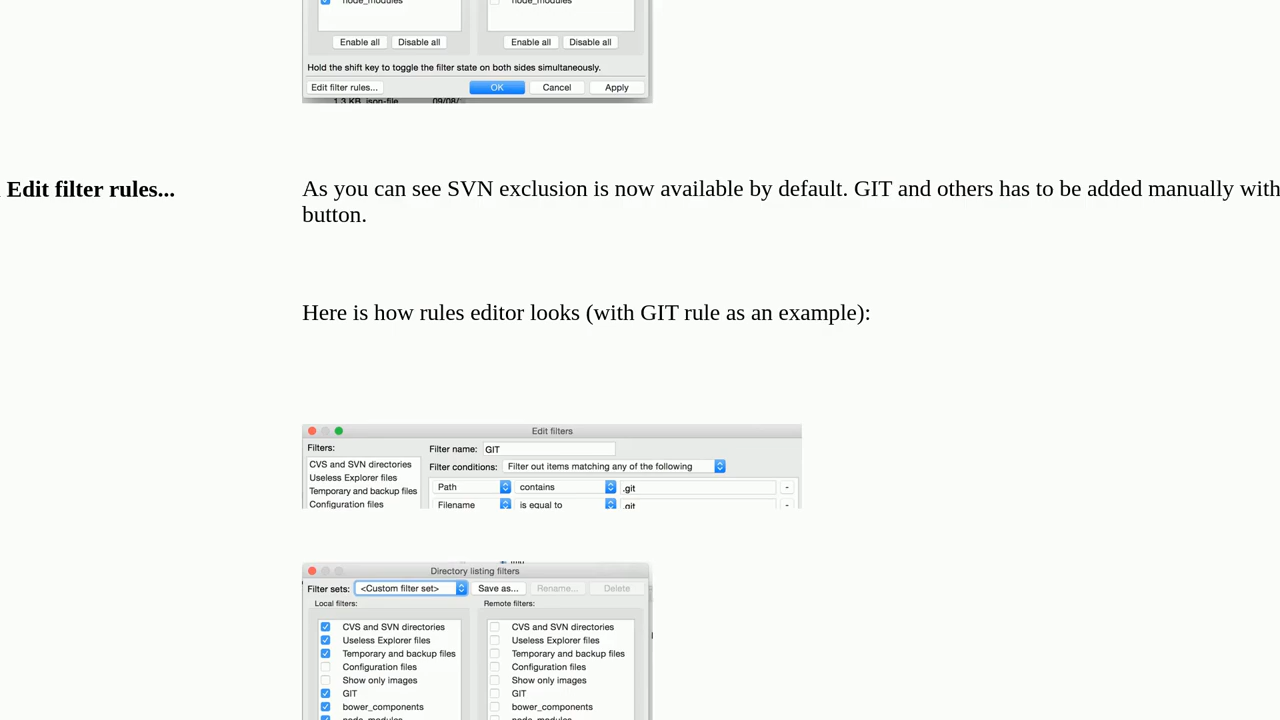 Enable all Disable all Enable all Disable all
Hold the shift key to toggle the filter state on both sides simultaneously.
Edit filter rules... OK Cancel Apply
Edit filter rules... As you can see SVN exclusion is now available by default. GIT and others has to be added manually with
button.
Here is how rules editor looks (with GIT rule as an example):
Edit filters
Filters: Filter name: GIT
CVS and SVN directories Filter conditions: Filter out items matching any of the following
Useless Explorer files
Temporary and backup files Path contains .git -
Configuration files Filename is equal to .git -
Directory listing filters
Filter sets: <Custom filter set> Save as... Rename... Delete
Local filters: Remote filters:
CVS and SVN directories CVS and SVN directories
Useless Explorer files Useless Explorer files
Temporary and backup files Temporary and backup files
Configuration files Configuration files
Show only images Show only images
GIT GIT
bower_components bower_components